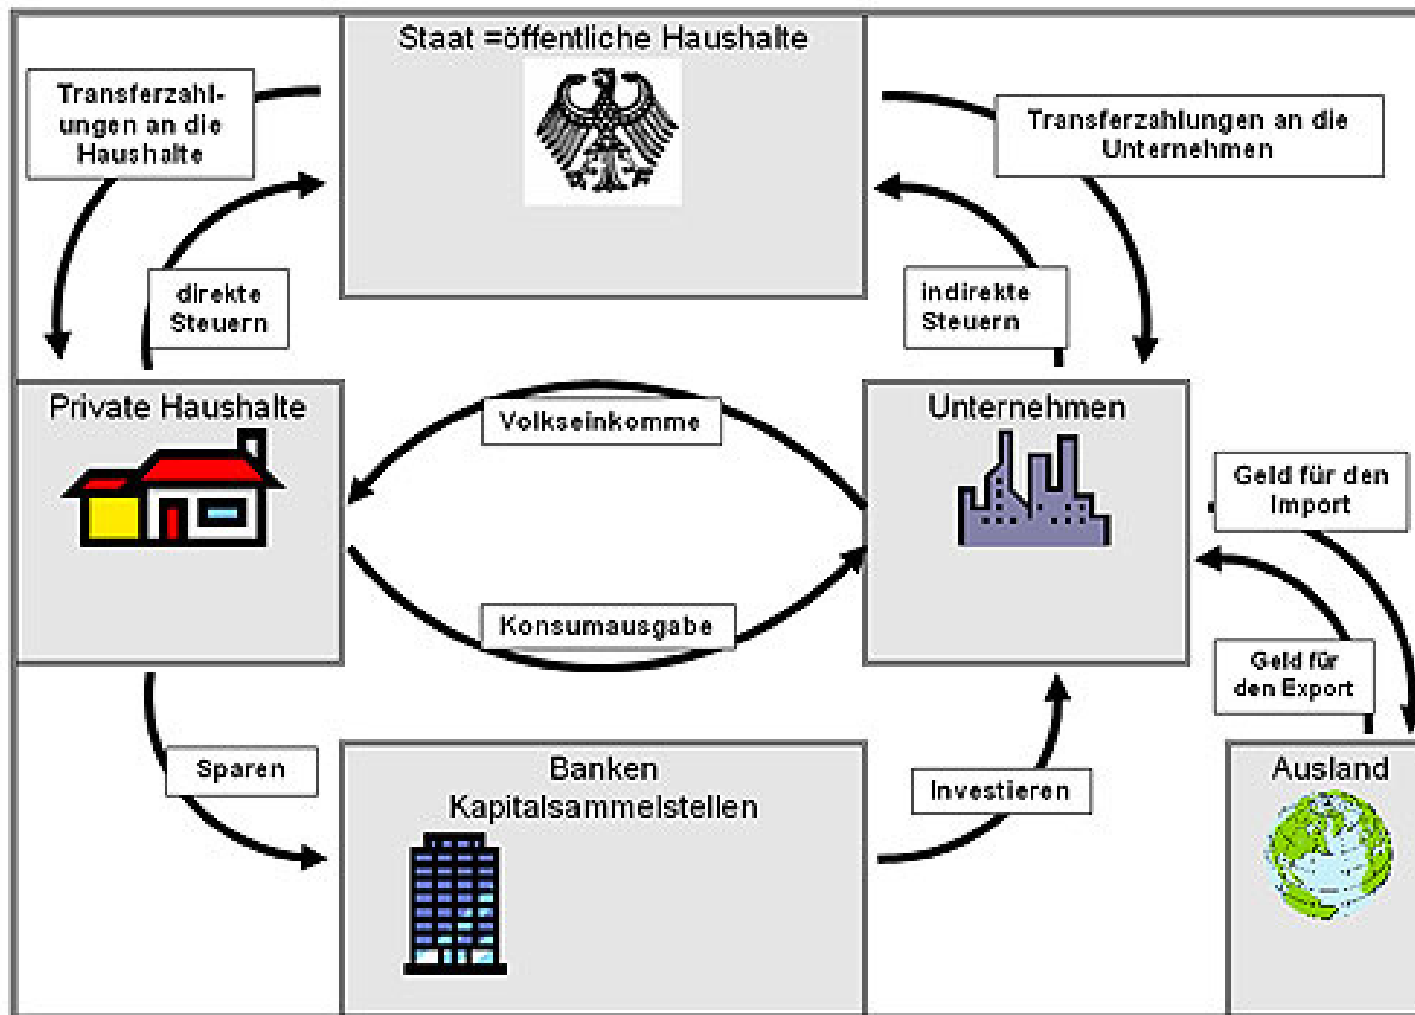 Staat =öffentliche Haushalte
Transferzahl-
ungen an die
Haushalte
Transferzahlungen an die
Unternehmen
direkte
Steuern
indirekte
Steuern
Private Haushalte
Volkseinkomme
Unternehmen
Geld für den
Import
Konsumausgabe
Geld für
den Export
Sparen
Banken
Kapitalsammelstellen
Investieren
Ausland